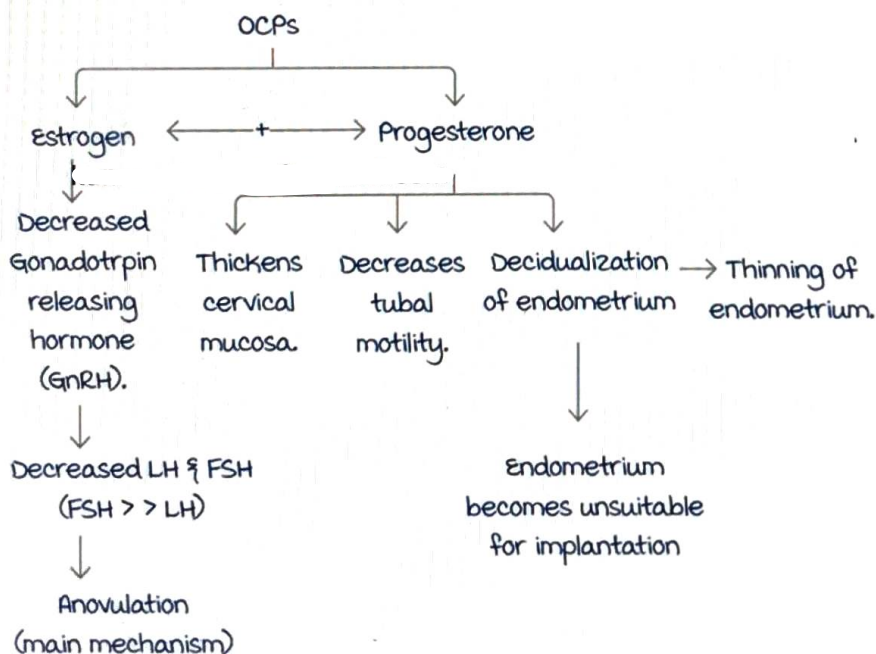 OCPs
Estrogen
+
Progesterone
Decreased
Gonadotrpin
releasing
hormone
(GnRH).
Thickens
cervical
mucosa.
Decreases
tubal
motility.
Decidualization
of endometrium
Thinning of
endometrium.
Decreased LH & FSH
(FSH > > LH)
Anovulation
(main mechanism)
Endometrium
becomes unsuitable
for implantation